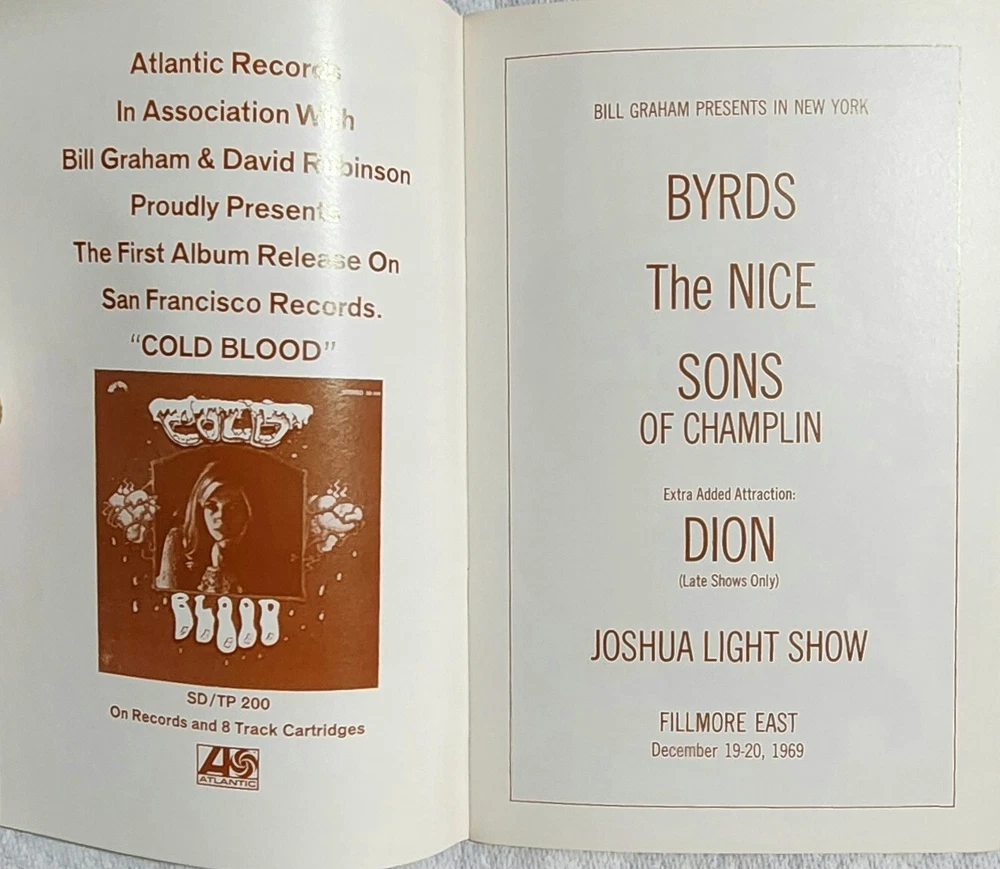 Atlantic Records
In Association With
Bill Graham & David Rubinson
Proudly Presents
The First Album Release On
San Francisco Records.
"COLD BLOOD"
COLD
BLOOD
SD/TP 200
On Records and 8 Track Cartridges
ATLANTIC
BILL GRAHAM PRESENTS IN NEW YORK
BYRDS
The NICE
SONS
OF CHAMPLIN
Extra Added Attraction:
DION
(Late Shows Only)
JOSHUA LIGHT SHOW
FILLMORE EAST
December 19-20, 1969